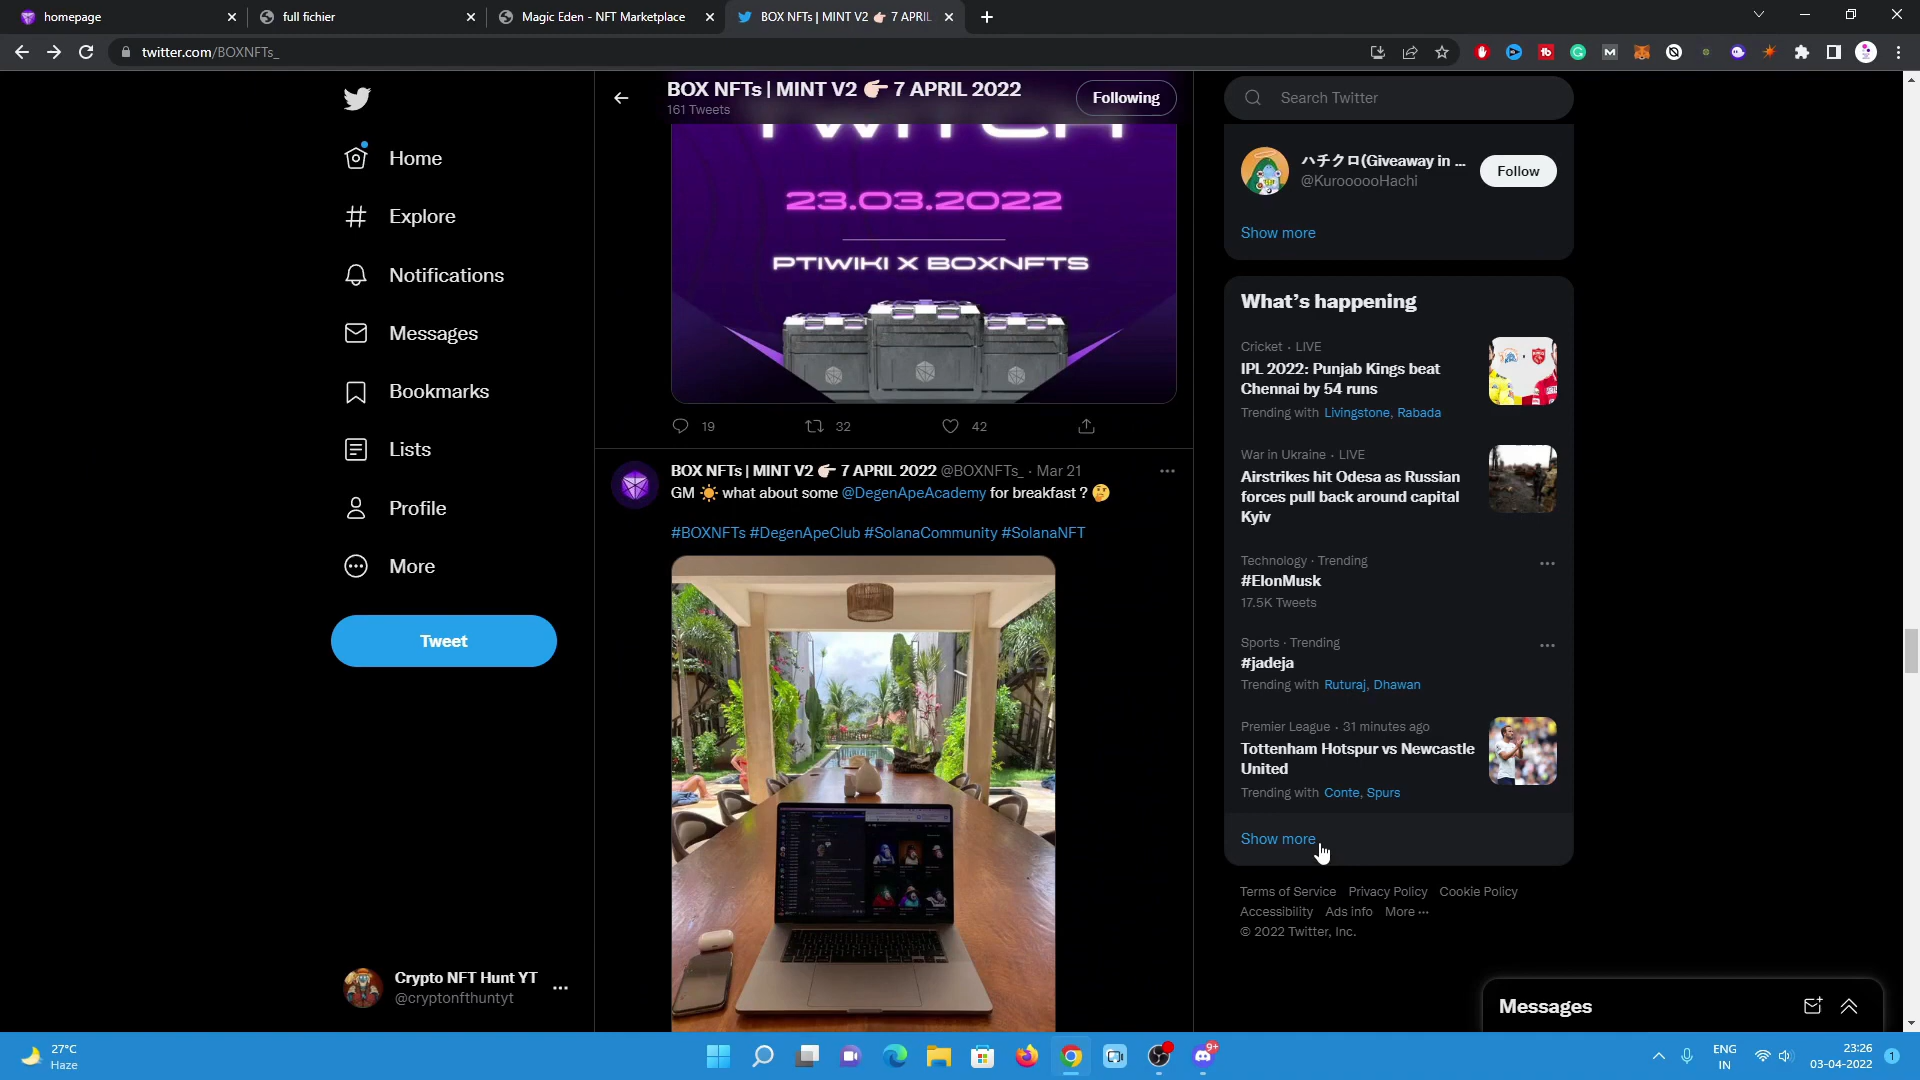 homepage
full fichier
Magic Eden - NFT Marketplace
BOX NFTs | MINT V2 👉🏻 7 APRIL
twitter.com/BOXNFTs_
Home
Explore
Notifications
Messages
Bookmarks
Lists
Profile
More
Tweet
Crypto NFT Hunt YT
@cryptonfthuntyt
BOX NFTs | MINT V2 👉🏻 7 APRIL 2022
161 Tweets
Following
TWITCH
23.03.2022
PTIWIKI X BOXNFTS
19
32
42
BOX NFTs | MINT V2 👉🏻 7 APRIL 2022 @BOXNFTs_ · Mar 21
GM ☀️ what about some @DegenApeAcademy for breakfast ? 🤔
#BOXNFTs #DegenApeClub #SolanaCommunity #SolanaNFT
Search Twitter
ハチクロ(Giveaway in ...
@KuroooooHachi
Follow
Show more
What's happening
Cricket · LIVE
IPL 2022: Punjab Kings beat
Chennai by 54 runs
Trending with Livingstone, Rabada
War in Ukraine · LIVE
Airstrikes hit Odesa as Russian
forces pull back around capital
Kyiv
Technology · Trending
#ElonMusk
17.5K Tweets
Sports · Trending
#jadeja
Trending with Ruturaj, Dhawan
Premier League · 31 minutes ago
Tottenham Hotspur vs Newcastle
United
Trending with Conte, Spurs
Show more
Terms of Service Privacy Policy Cookie Policy
Accessibility Ads info More ···
© 2022 Twitter, Inc.
Messages
27°C
Haze
9+
ENG
IN
23:26
03-04-2022
1